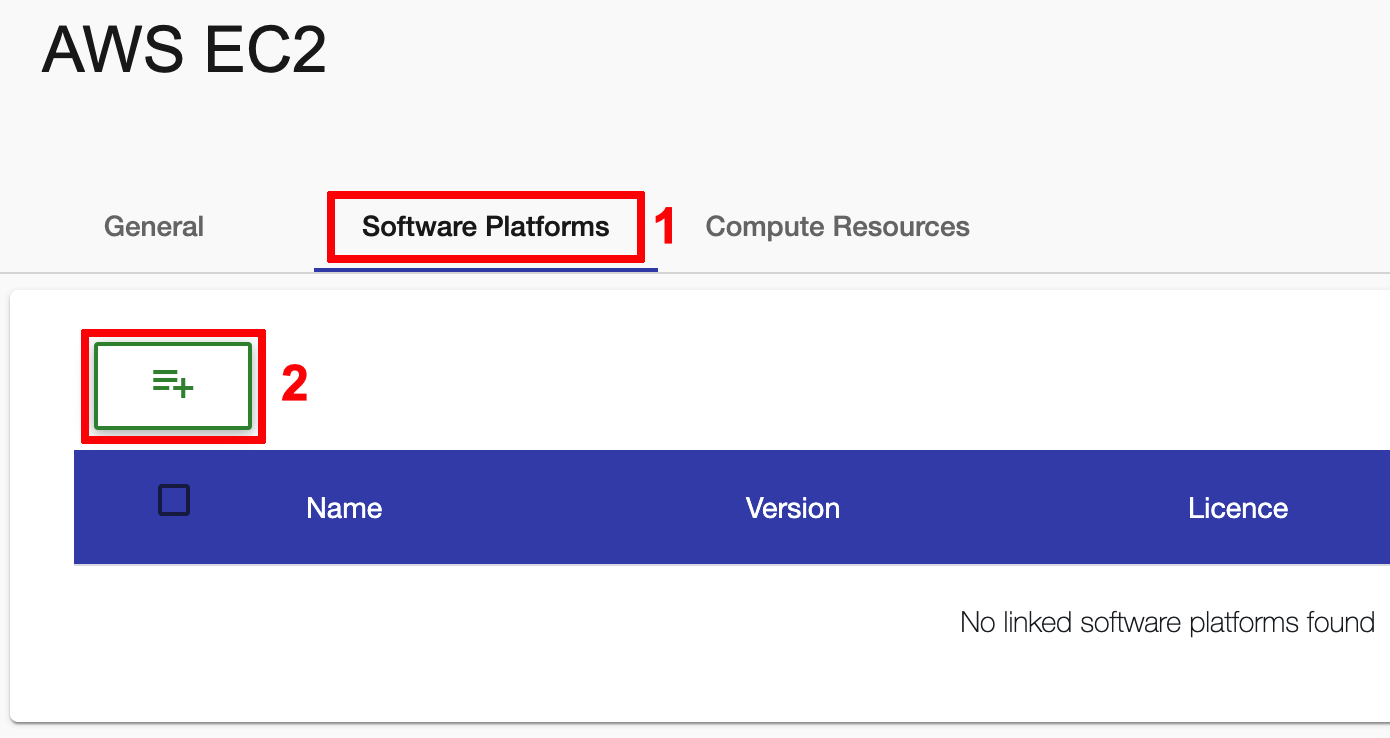 AWS EC2
General Software Platforms 1 Compute Resources
2
Name Version Licence
No linked software platforms found